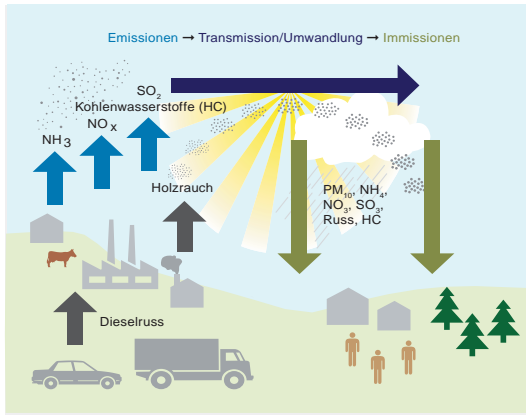 Emissionen → Transmission/Umwandlung → Immissionen
SO₂
Kohlenwasserstoffe (HC)
NOₓ
NH₃
Holzrauch
PM₁₀, NH₄,
NO₃, SO₃,
Russ, HC
Dieselruss